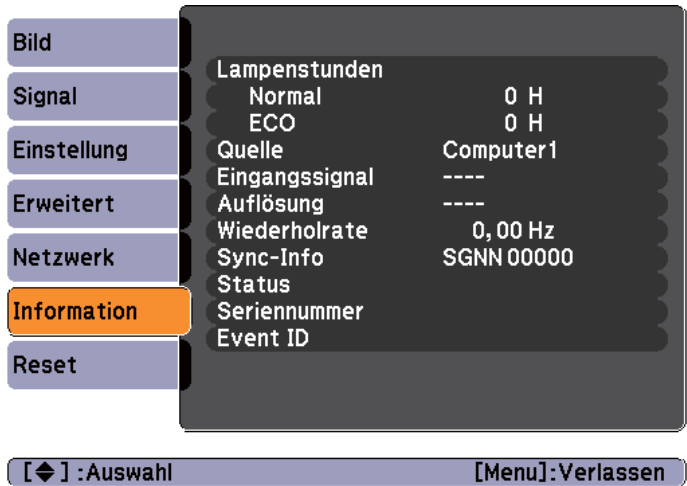 Bild
Signal
Einstellung
Erweitert
Netzwerk
Information
Reset
Lampenstunden
Normal 0 H
ECO 0 H
Quelle Computer1
Eingangssignal ----
Auflösung ----
Wiederholrate 0,00 Hz
Sync-Info SGNN 00000
Status
Seriennummer
Event ID
[◆] :Auswahl [Menu]:Verlassen